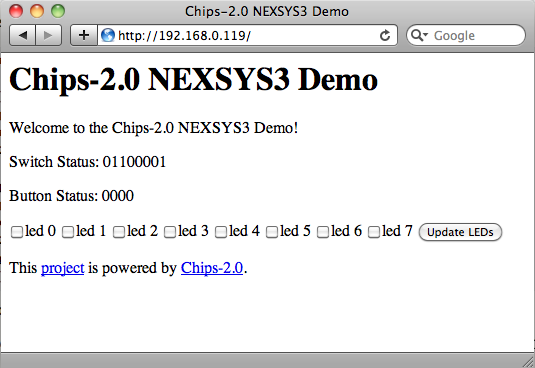 Chips-2.0 NEXSYS3 Demo
http://192.168.0.119/ Google
Chips-2.0 NEXSYS3 Demo
Welcome to the Chips-2.0 NEXSYS3 Demo!
Switch Status: 01100001
Button Status: 0000
led 0 led 1 led 2 led 3 led 4 led 5 led 6 led 7 Update LEDs
This project is powered by Chips-2.0.